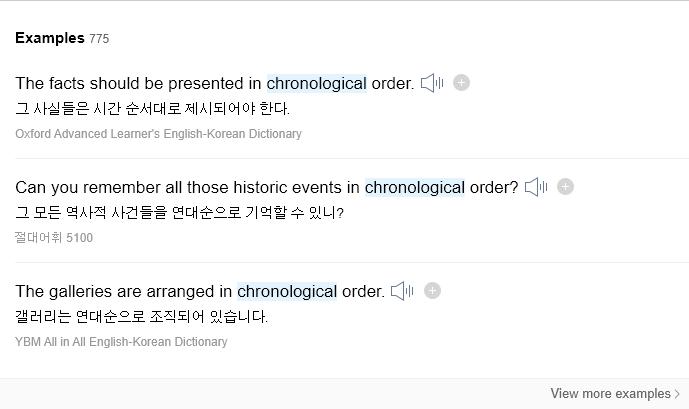 Examples 775
The facts should be presented in chronological order.
그 사실들은 시간 순서대로 제시되어야 한다.
Oxford Advanced Learner's English-Korean Dictionary
Can you remember all those historic events in chronological order?
그 모든 역사적 사건들을 연대순으로 기억할 수 있니?
절대어휘 5100
The galleries are arranged in chronological order.
갤러리는 연대순으로 조직되어 있습니다.
YBM All in All English-Korean Dictionary
View more examples